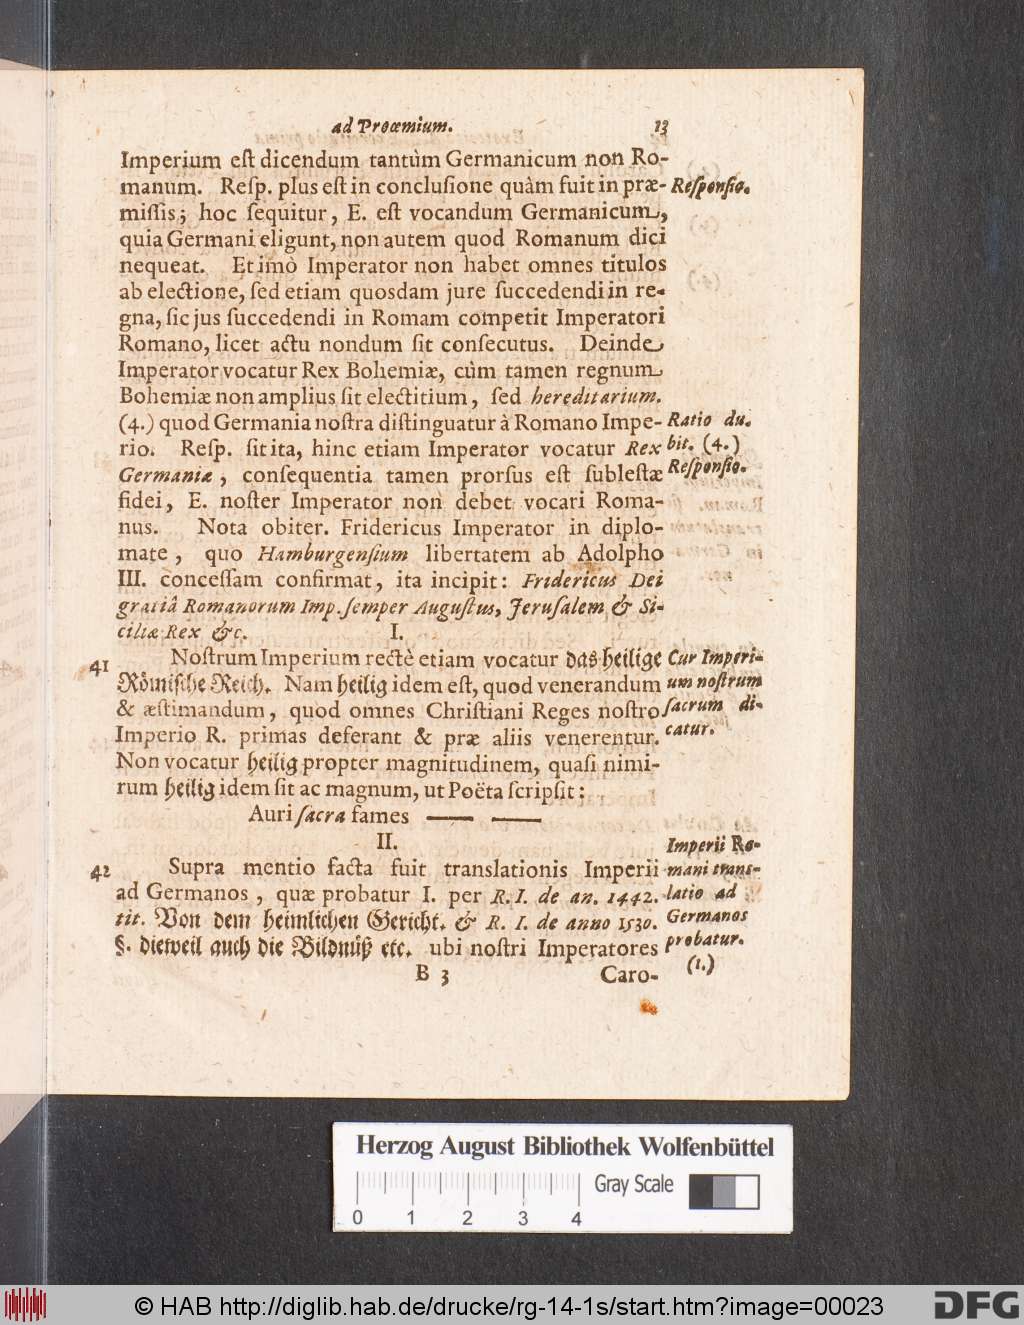 ad Proœmium. 13
Imperium eſt dicendum tantùm Germanicum non Ro-
manum. Reſp. plus eſt in concluſione quàm fuit in præ- Reſponſio.
miſſis; hoc ſequitur, E. eſt vocandum Germanicum,
quia Germani eligunt, non autem quod Romanum dici
nequeat. Et imò Imperator non habet omnes titulos
ab electione, ſed etiam quosdam jure ſuccedendi in re-
gna, ſic jus ſuccedendi in Romam competit Imperatori
Romano, licet actu nondum ſit conſecutus. Deinde
Imperator vocatur Rex Bohemiæ, cùm tamen regnum
Bohemiæ non amplius ſit electitium, ſed hereditarium.
(4.) quod Germania noſtra diſtinguatur à Romano Impe- Ratio du-
rio. Reſp. ſit ita, hinc etiam Imperator vocatur Rex bit. (4.)
Germaniæ, conſequentia tamen prorſus eſt ſubleſtæ Reſponſio.
fidei, E. noſter Imperator non debet vocari Roma-
nus. Nota obiter. Fridericus Imperator in diplo-
mate, quo Hamburgenſium libertatem ab Adolpho
III. conceſſam confirmat, ita incipit: Fridericus Dei
gratiâ Romanorum Imp. ſemper Auguſtus, Jeruſalem & Si-
ciliæ Rex &c. I.
41 Noſtrum Imperium rectè etiam vocatur das heilige Cur Imperi-
Römiſche Reich. Nam heilig idem eſt, quod venerandum um noſtrum
& æſtimandum, quod omnes Chriſtiani Reges noſtro ſacrum di-
Imperio R. primas deferant & præ aliis venerentur. catur.
Non vocatur heilig propter magnitudinem, quaſi nimi-
rum heilig idem ſit ac magnum, ut Poëta ſcripſit:
Auri ſacra fames — —
II. Imperii Ro-
42 Supra mentio facta fuit translationis Imperii mani trans-
ad Germanos, quæ probatur I. per R. I. de an. 1442. latio ad
tit. Von dem heimlichen Gericht. & R. I. de anno 1530. Germanos
§. dieweil auch die Bildnüß etc. ubi noſtri Imperatores probatur.
B 3 Caro- (1.)
Herzog August Bibliothek Wolfenbüttel
Gray Scale
0 1 2 3 4
© HAB http://diglib.hab.de/drucke/rg-14-1s/start.htm?image=00023 DFG